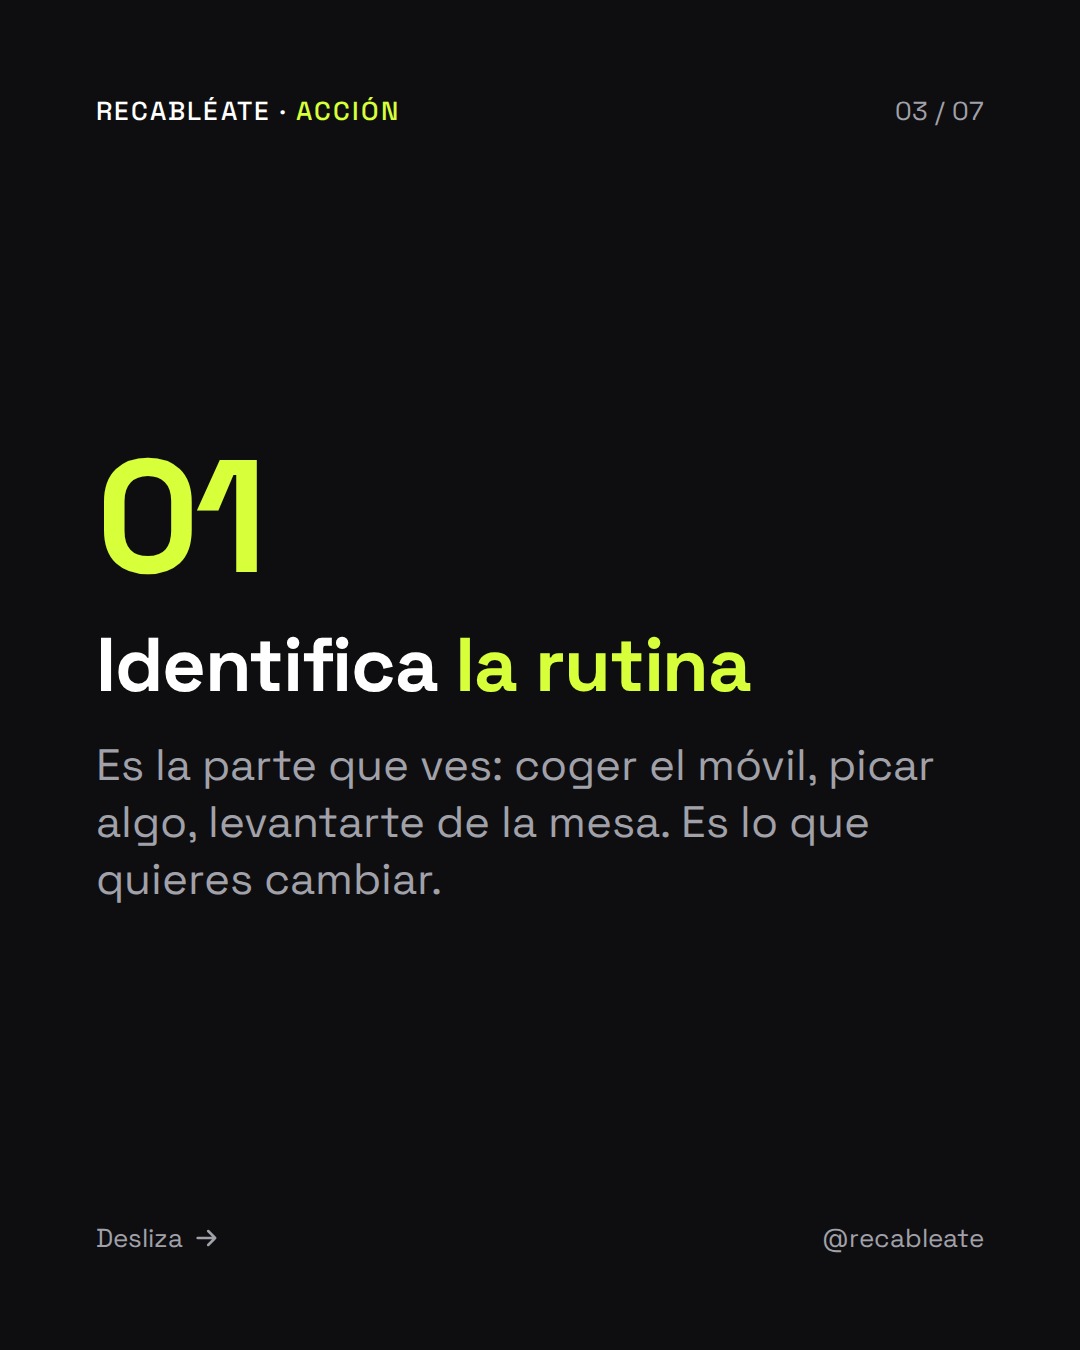 RECABLÉATE · ACCIÓN
03 / 07
01
Identifica la rutina
Es la parte que ves: coger el móvil, picar
algo, levantarte de la mesa. Es lo que
quieres cambiar.
Desliza →
@recableate